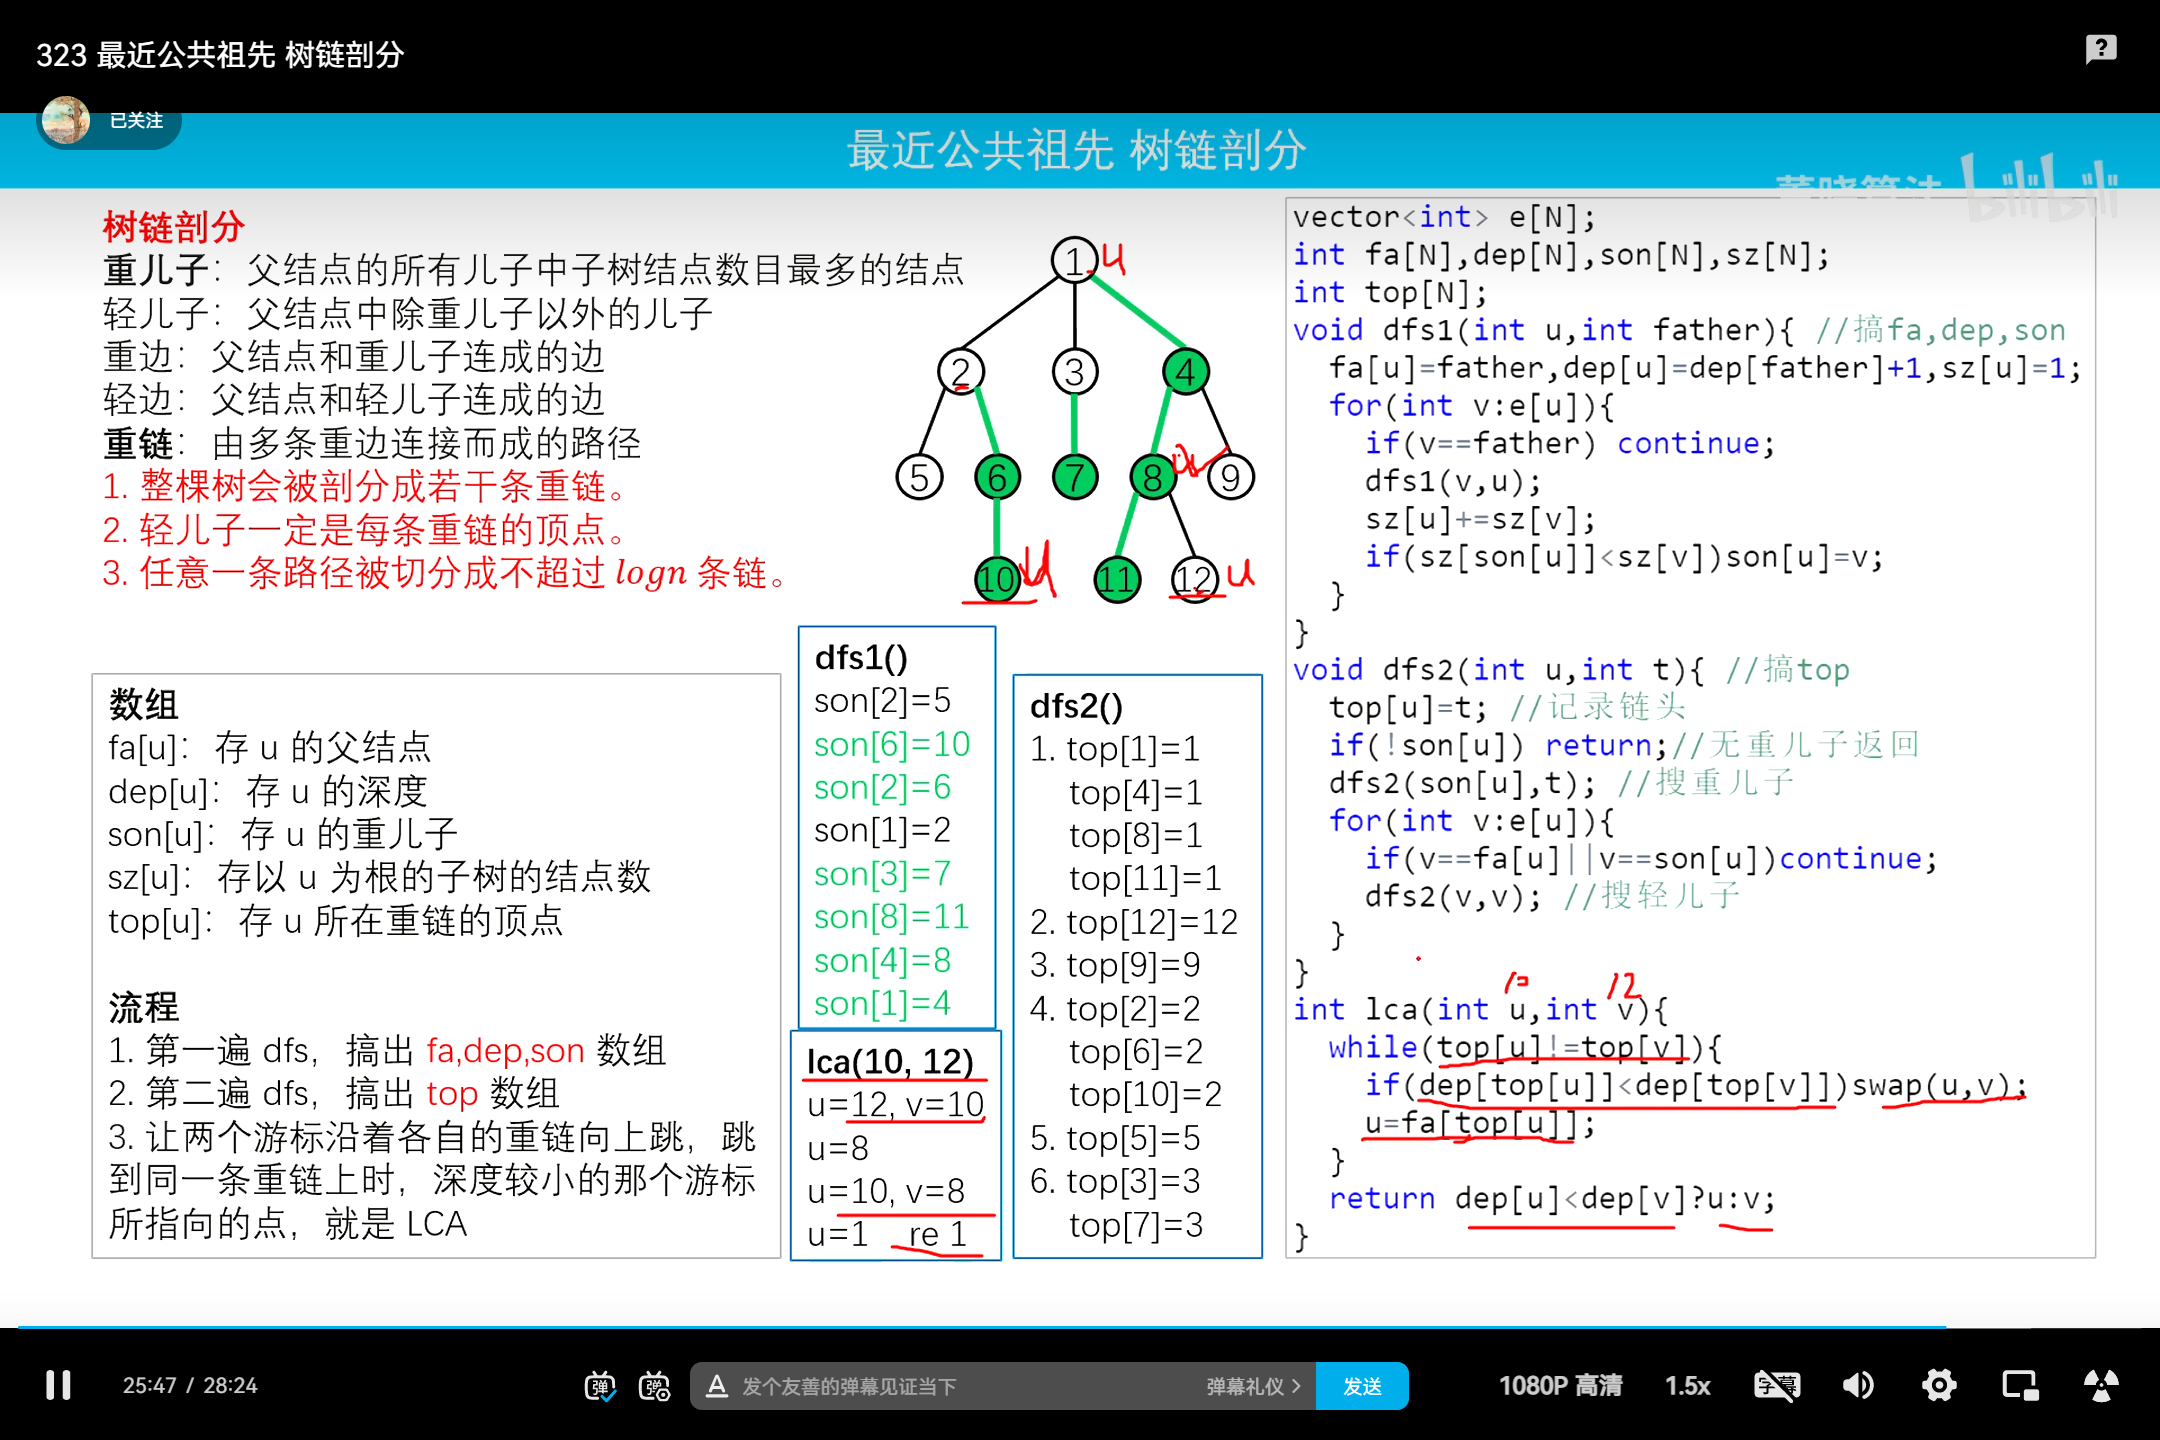 323 最近公共祖先 树链剖分
已关注
最近公共祖先 树链剖分
bilibili
树链剖分
重儿子：父结点的所有儿子中子树结点数目最多的结点
轻儿子：父结点中除重儿子以外的儿子
重边：父结点和重儿子连成的边
轻边：父结点和轻儿子连成的边
重链：由多条重边连接而成的路径
1. 整棵树会被剖分成若干条重链。
2. 轻儿子一定是每条重链的顶点。
3. 任意一条路径被切分成不超过 logn 条链。
1 u
2 3 4
5 6 7 8 9
10 u 11 12 u
数组
fa[u]：存 u 的父结点
dep[u]：存 u 的深度
son[u]：存 u 的重儿子
sz[u]：存以 u 为根的子树的结点数
top[u]：存 u 所在重链的顶点
流程
1. 第一遍 dfs，搞出 fa,dep,son 数组
2. 第二遍 dfs，搞出 top 数组
3. 让两个游标沿着各自的重链向上跳，跳
到同一条重链上时，深度较小的那个游标
所指向的点，就是 LCA
dfs1()
son[2]=5
son[6]=10
son[2]=6
son[1]=2
son[3]=7
son[8]=11
son[4]=8
son[1]=4
lca(10, 12)
u=12, v=10
u=8
u=10, v=8
u=1 re 1
dfs2()
1. top[1]=1
top[4]=1
top[8]=1
top[11]=1
2. top[12]=12
3. top[9]=9
4. top[2]=2
top[6]=2
top[10]=2
5. top[5]=5
6. top[3]=3
top[7]=3
vector<int> e[N];
int fa[N],dep[N],son[N],sz[N];
int top[N];
void dfs1(int u,int father){ //搞fa,dep,son
fa[u]=father,dep[u]=dep[father]+1,sz[u]=1;
for(int v:e[u]){
if(v==father) continue;
dfs1(v,u);
sz[u]+=sz[v];
if(sz[son[u]]<sz[v])son[u]=v;
}
}
void dfs2(int u,int t){ //搞top
top[u]=t; //记录链头
if(!son[u]) return;//无重儿子返回
dfs2(son[u],t); //搜重儿子
for(int v:e[u]){
if(v==fa[u]||v==son[u])continue;
dfs2(v,v); //搜轻儿子
}
}
10 12
int lca(int u,int v){
while(top[u]!=top[v]){
if(dep[top[u]]<dep[top[v]])swap(u,v);
u=fa[top[u]];
}
return dep[u]<dep[v]?u:v;
}
25:47 / 28:24
弹 弹
A 发个友善的弹幕见证当下 弹幕礼仪 > 发送
1080P 高清 1.5x 字幕